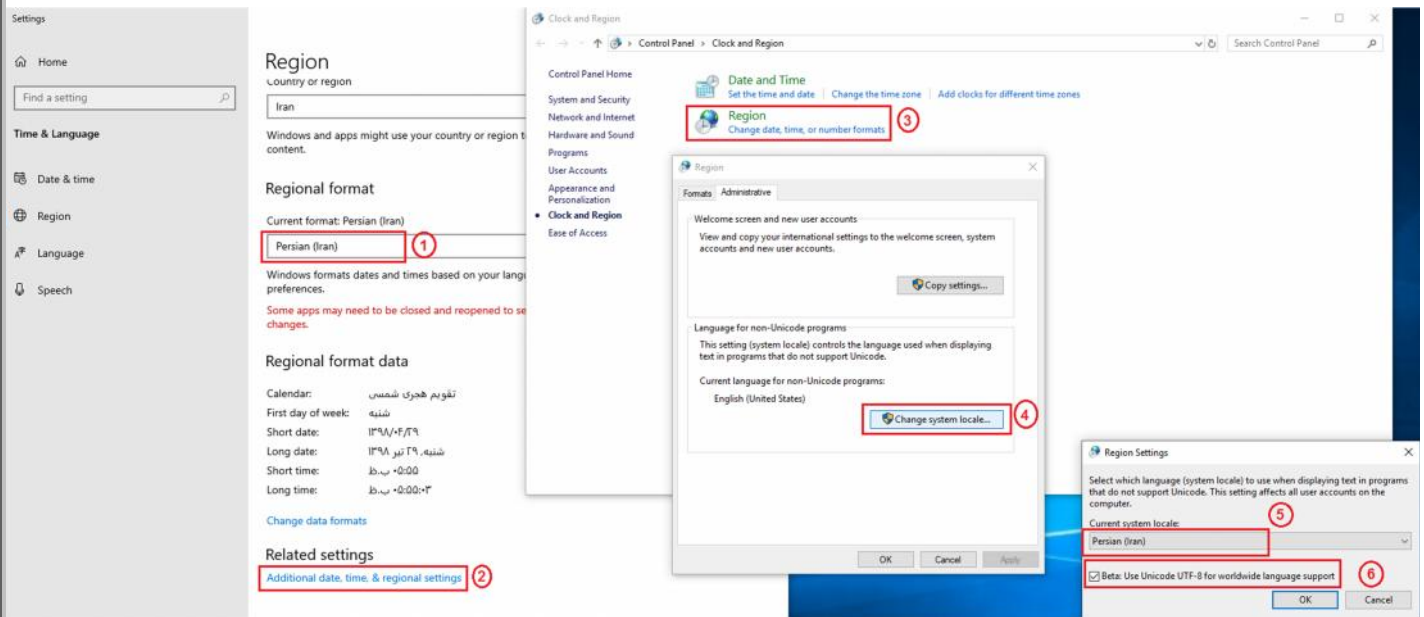 Settings
Home
Find a setting
Time & Language
Date & time
Region
Language
Speech
Region
Country or region
Iran
Windows and apps might use your country or region t
content.
Regional format
Current format: Persian (Iran)
Persian (Iran)
1
Windows formats dates and times based on your langu
preferences.
Some apps may need to be closed and reopened to se
changes.
Regional format data
Calendar: تقویم هجری شمسی
First day of week: شنبه
Short date: ۱۳۹۸/۰۴/۲۹
Long date: شنبه, ۲۹ تیر ۱۳۹۸
Short time: ۰۵:۵۵ ب.ظ
Long time: ۰۵:۵۵:۰۳ ب.ظ
Change data formats
Related settings
Additional date, time, & regional settings
2
Clock and Region
Control Panel > Clock and Region
Search Control Panel
Control Panel Home
System and Security
Network and Internet
Hardware and Sound
Programs
User Accounts
Appearance and
Personalization
Clock and Region
Ease of Access
Date and Time
Set the time and date | Change the time zone | Add clocks for different time zones
Region
Change date, time, or number formats
3
Region
Formats Administrative
Welcome screen and new user accounts
View and copy your international settings to the welcome screen, system
accounts and new user accounts.
Copy settings...
Language for non-Unicode programs
This setting (system locale) controls the language used when displaying
text in programs that do not support Unicode.
Current language for non-Unicode programs:
English (United States)
Change system locale...
4
OK Cancel Apply
Region Settings
Select which language (system locale) to use when displaying text in programs
that do not support Unicode. This setting affects all user accounts on the
computer.
Current system locale:
5
Persian (Iran)
Beta: Use Unicode UTF-8 for worldwide language support
6
OK Cancel